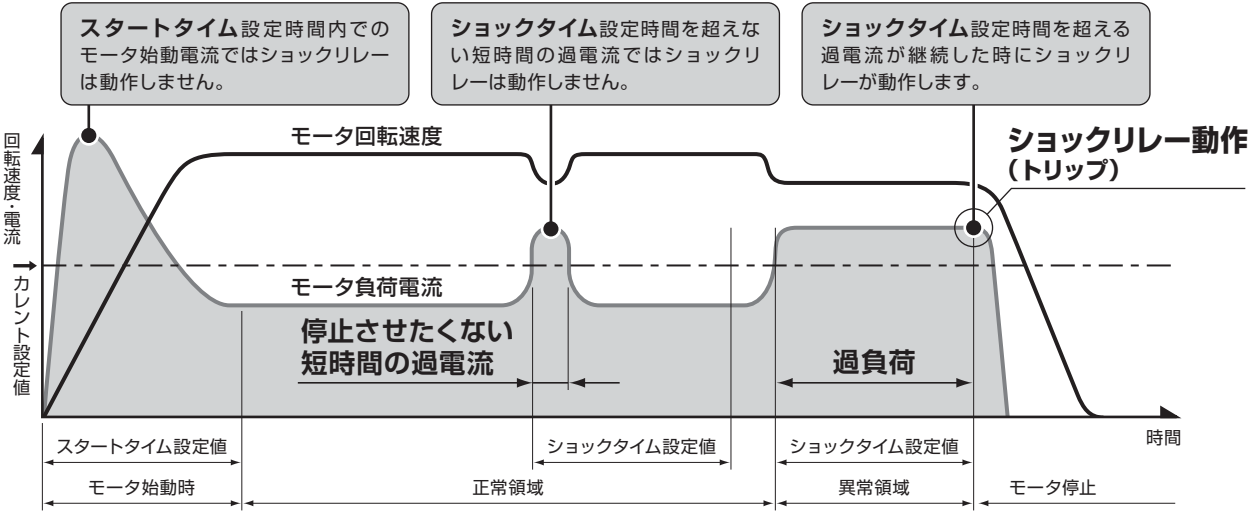 スタートタイム設定時間内での
モータ始動電流ではショックリレー
は動作しません。
ショックタイム設定時間を超えな
い短時間の過電流ではショックリ
レーは動作しません。
ショックタイム設定時間を超える
過電流が継続した時にショックリ
レーが動作します。
回転速度・電流
カレント設定値
モータ回転速度
ショックリレー動作
（トリップ）
モータ負荷電流
停止させたくない
短時間の過電流
過負荷
時間
スタートタイム設定値
ショックタイム設定値
ショックタイム設定値
モータ始動時
正常領域
異常領域
モータ停止